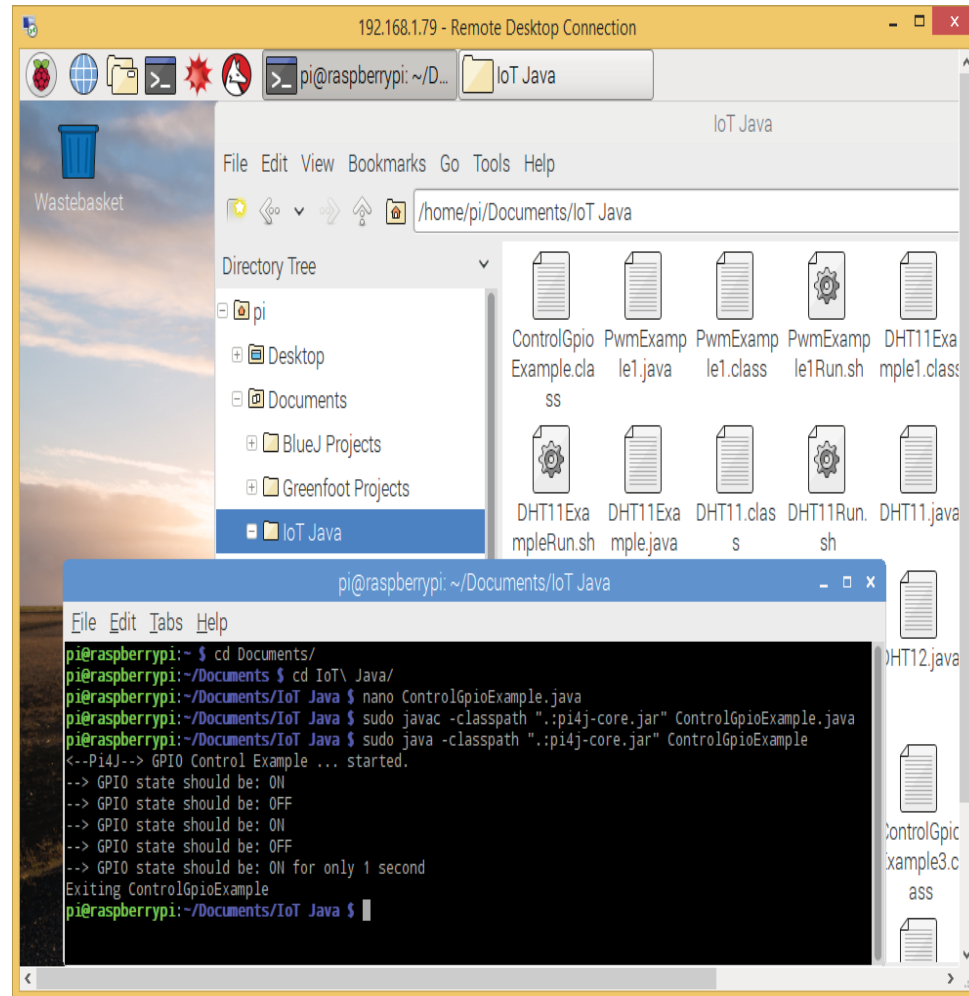 192.168.1.79 - Remote Desktop Connection
pi@raspberrypi: ~/D...
IoT Java
Wastebasket
IoT Java
File Edit View Bookmarks Go Tools Help
/home/pi/Documents/IoT Java
Directory Tree
pi
Desktop
Documents
BlueJ Projects
Greenfoot Projects
IoT Java
ControlGpio PwmExamp PwmExamp PwmExamp DHT11Exa
Example.cla le1.java le1.class le1Run.sh mple1.class
ss
DHT11Exa DHT11Exa DHT11.clas DHT11Run. DHT11.java
mpleRun.sh mple.java s sh
DHT12.java
ControlGpio
Example3.c
ass
pi@raspberrypi: ~/Documents/IoT Java
File Edit Tabs Help
pi@raspberrypi:~ $ cd Documents/
pi@raspberrypi:~/Documents $ cd IoT\ Java/
pi@raspberrypi:~/Documents/IoT Java $ nano ControlGpioExample.java
pi@raspberrypi:~/Documents/IoT Java $ sudo javac -classpath ".:pi4j-core.jar" ControlGpioExample.java
pi@raspberrypi:~/Documents/IoT Java $ sudo java -classpath ".:pi4j-core.jar" ControlGpioExample
<--Pi4J--> GPIO Control Example ... started.
--> GPIO state should be: ON
--> GPIO state should be: OFF
--> GPIO state should be: ON
--> GPIO state should be: OFF
--> GPIO state should be: ON for only 1 second
Exiting ControlGpioExample
pi@raspberrypi:~/Documents/IoT Java $